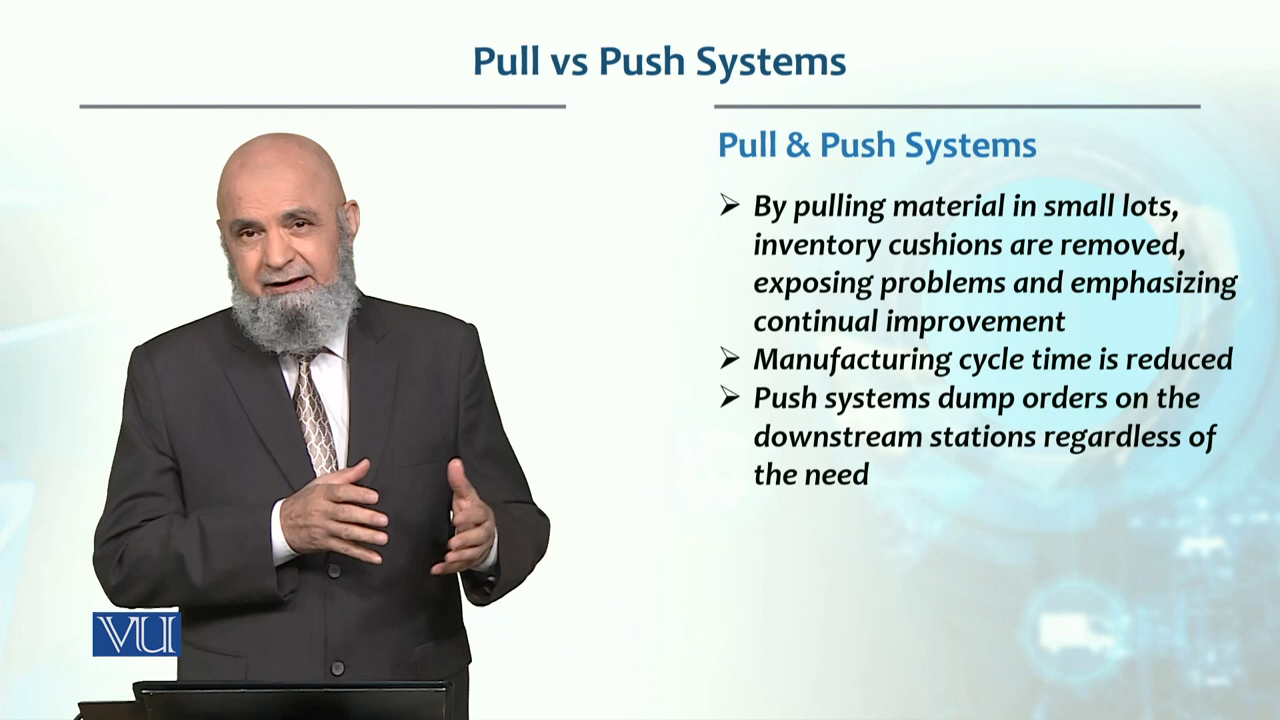 Pull vs Push Systems
Pull & Push Systems
➢ By pulling material in small lots,
inventory cushions are removed,
exposing problems and emphasizing
continual improvement
➢ Manufacturing cycle time is reduced
➢ Push systems dump orders on the
downstream stations regardless of
the need
VU